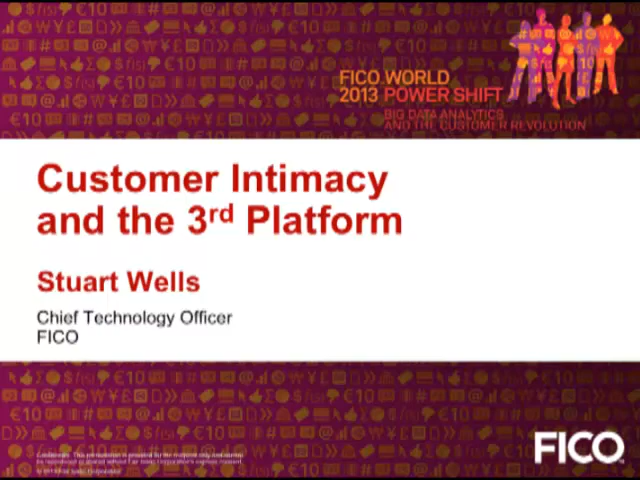 FICO WORLD
2013 POWER SHIFT
BIG DATA ANALYTICS
AND THE CUSTOMER REVOLUTION
Customer Intimacy
and the 3rd Platform
Stuart Wells
Chief Technology Officer
FICO
FICO